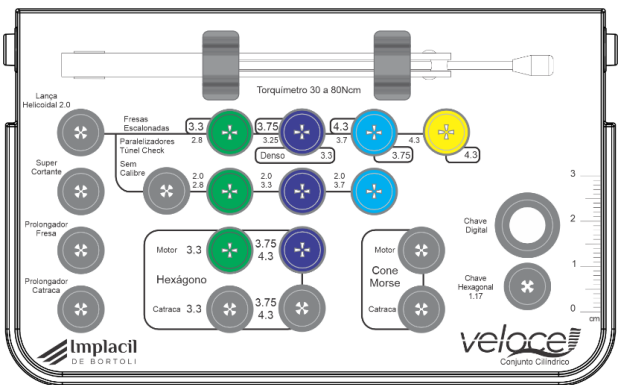 Torquimetro 30 a 80Ncm
Lança
Helicoidal 2.0
Fresas
Escalonadas
3.3
3.75
4.3
Paralelizadores
Túnel Check
2.8
3.25
3.7
4.3
Denso 3.3
3.75
4.3
Super
Cortante
Sem
Calibre
2.0
2.8
2.0
3.3
2.0
3.7
Prolongador
Fresa
Prolongador
Catraca
Motor 3.3
3.75
4.3
Hexágono
Catraca 3.3
3.75
4.3
Motor
Cone
Morse
Catraca
Chave
Digital
Chave
Hexagonal
1.17
3
2
1
0
cm
Implacil
DE BORTOLI
veloce
Conjunto Cilíndrico